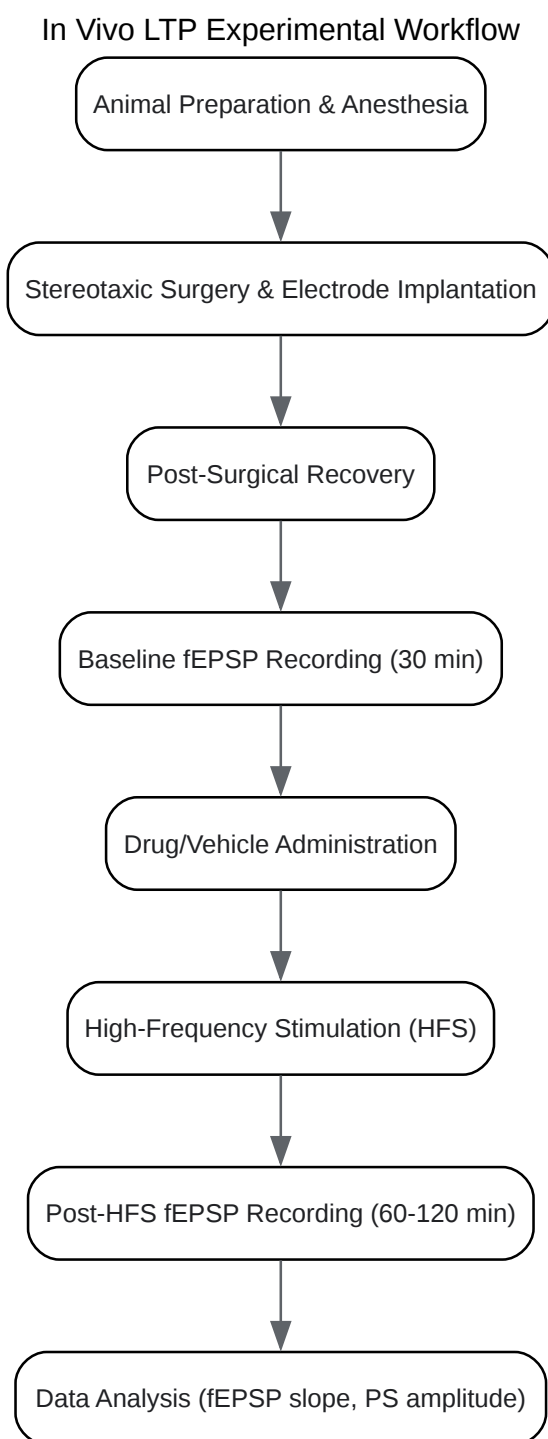 In Vivo LTP Experimental Workflow
Animal Preparation & Anesthesia
Stereotaxic Surgery & Electrode Implantation
Post-Surgical Recovery
Baseline fEPSP Recording (30 min)
Drug/Vehicle Administration
High-Frequency Stimulation (HFS)
Post-HFS fEPSP Recording (60-120 min)
Data Analysis (fEPSP slope, PS amplitude)